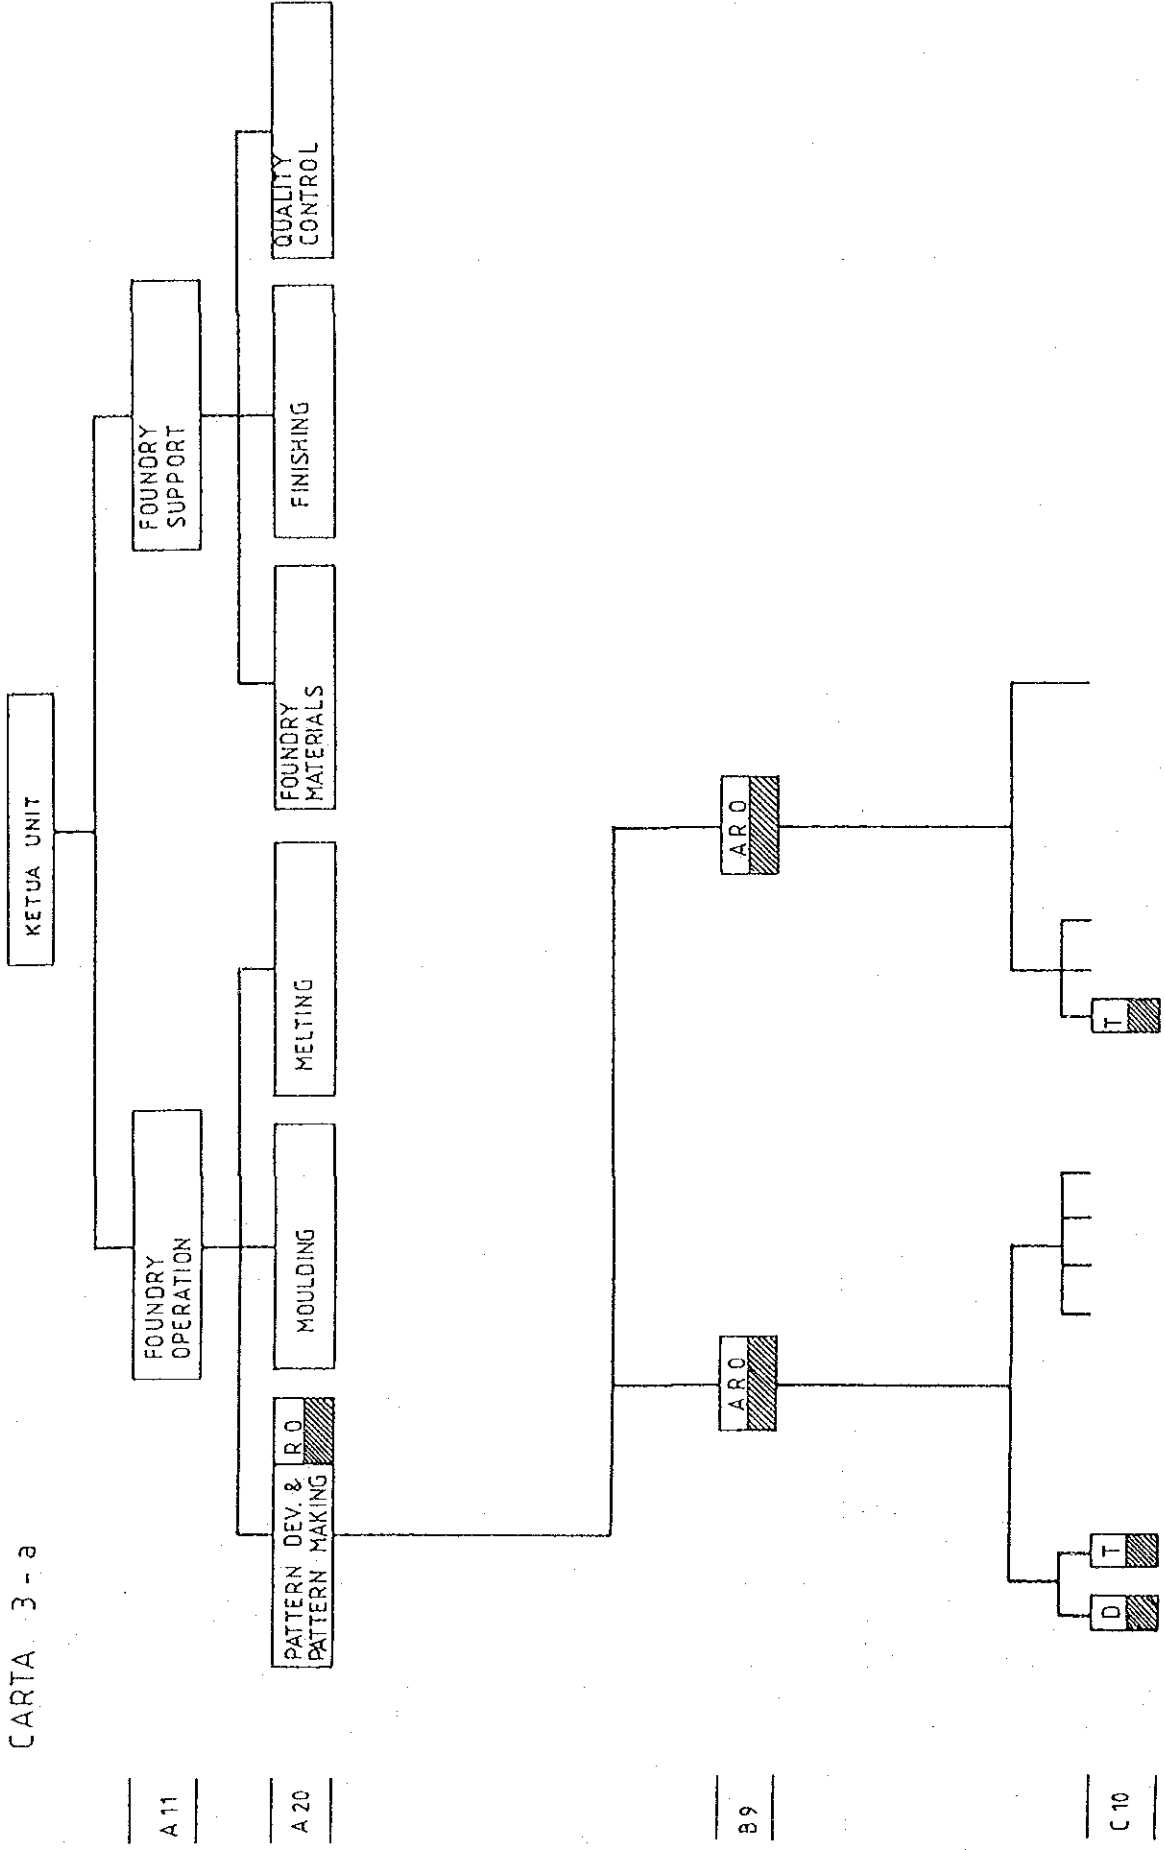 CARTA 3-a
KETUA UNIT
A 11
FOUNDRY
OPERATION
FOUNDRY
SUPPORT
A 20
PATTERN DEV. &
PATTERN MAKING
R O
MOULDING
MELTING
FOUNDRY
MATERIALS
FINISHING
QUALITY
CONTROL
B 9
A R O
A R O
C 10
D
T
T